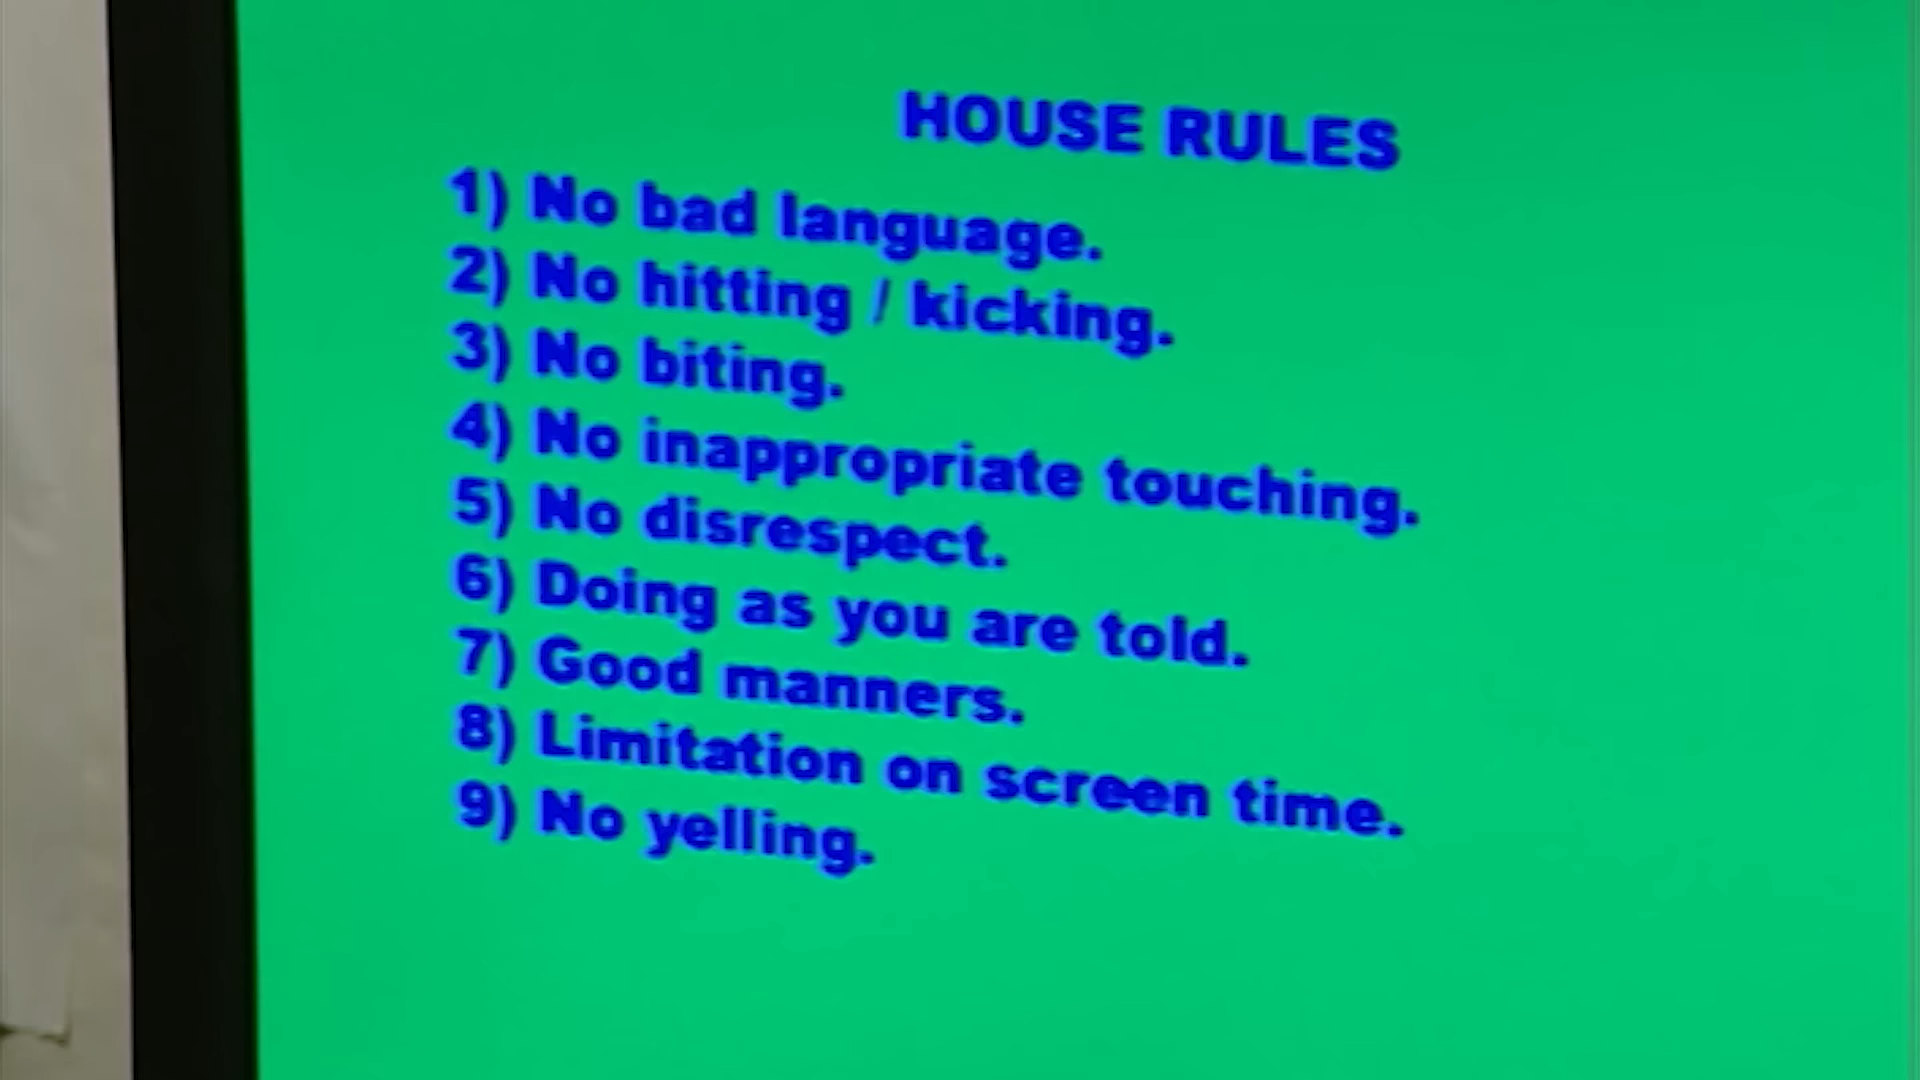 HOUSE RULES
1) No bad language.
2) No hitting / kicking.
3) No biting.
4) No inappropriate touching.
5) No disrespect.
6) Doing as you are told.
7) Good manners.
8) Limitation on screen time.
9) No yelling.